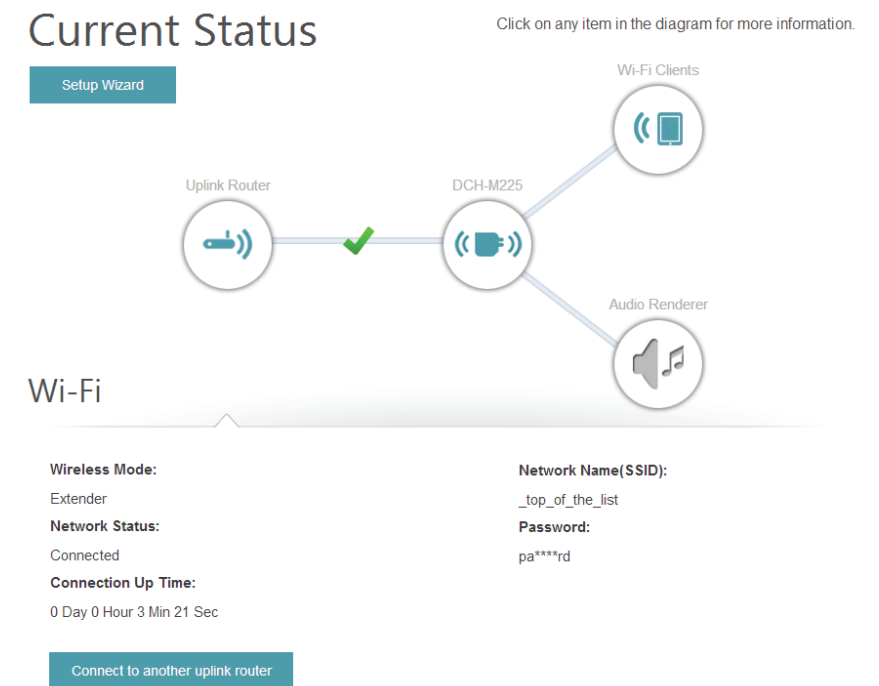 Current Status
Click on any item in the diagram for more information.
Setup Wizard
Wi-Fi Clients
Uplink Router
DCH-M225
Audio Renderer
Wi-Fi
Wireless Mode:
Extender
Network Status:
Connected
Connection Up Time:
0 Day 0 Hour 3 Min 21 Sec
Network Name(SSID):
_top_of_the_list
Password:
pa****rd
Connect to another uplink router